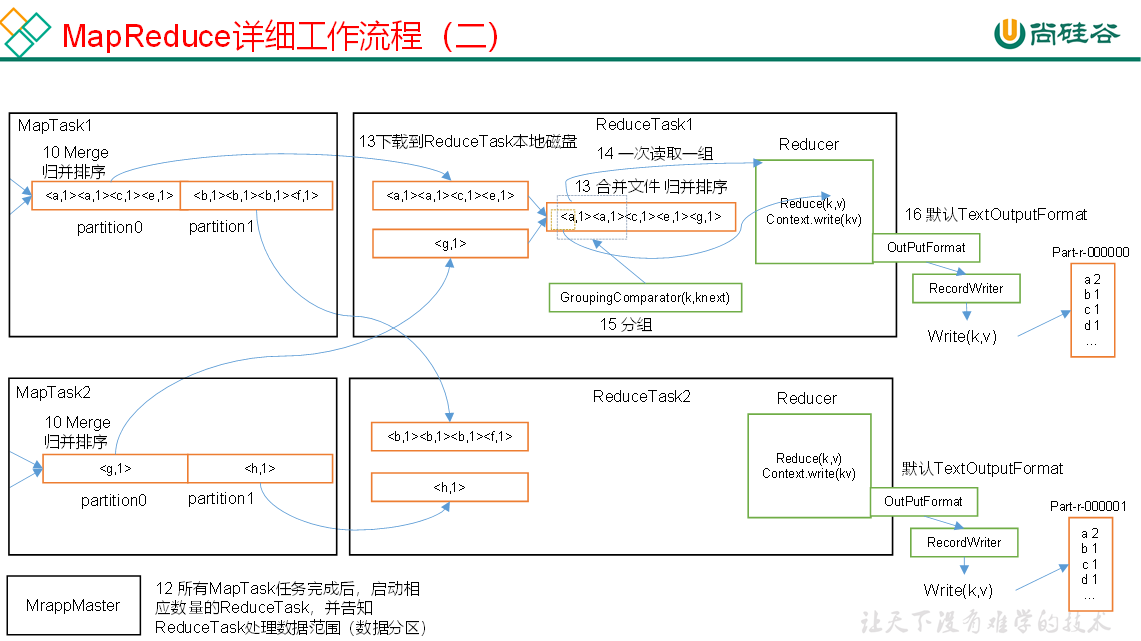 MapReduce详细工作流程（二）
尚硅谷
MapTask1
10 Merge
归并排序
<a,1><a,1><c,1><e,1>
<b,1><b,1><b,1><f,1>
partition0
partition1
ReduceTask1
13下载到ReduceTask本地磁盘
<a,1><a,1><c,1><e,1>
<g,1>
14 一次读取一组
13 合并文件 归并排序
<a,1><a,1><c,1><e,1><g,1>
GroupingComparator(k,knext)
15 分组
Reducer
Reduce(k,v)
Context.write(kv)
16 默认TextOutputFormat
OutPutFormat
RecordWriter
Write(k,v)
Part-r-000000
a 2
b 1
c 1
d 1
...
MapTask2
10 Merge
归并排序
<g,1>
<h,1>
partition0
partition1
ReduceTask2
<b,1><b,1><b,1><f,1>
<h,1>
Reducer
Reduce(k,v)
Context.write(kv)
默认TextOutputFormat
OutPutFormat
RecordWriter
Write(k,v)
Part-r-000001
a 2
b 1
c 1
d 1
...
MrappMaster
12 所有MapTask任务完成后，启动相
应数量的ReduceTask，并告知
ReduceTask处理数据范围（数据分区）
让天下没有难学的技术